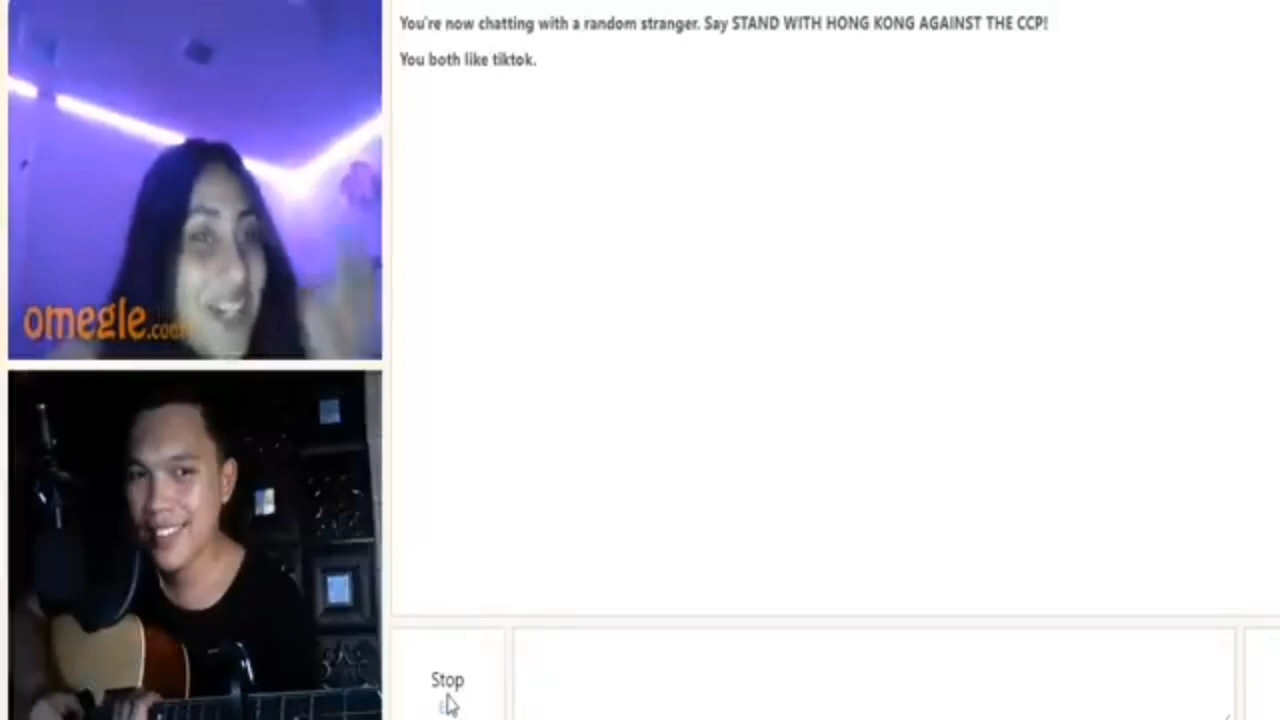 You're now chatting with a random stranger. Say STAND WITH HONG KONG AGAINST THE CCP!
You both like tiktok.
omegle.com
Stop